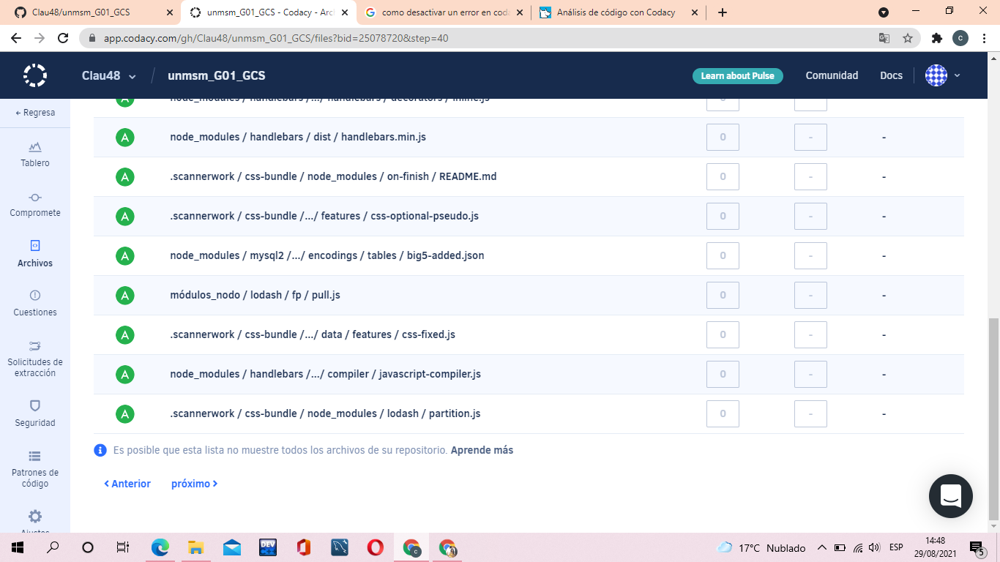 Clau48/unmsm_G01_GCS
unmsm_G01_GCS - Codacy - Arc
como desactivar un error en coda
Análisis de código con Codacy
app.codacy.com/gh/Clau48/unmsm_G01_GCS/files?bid=25078720&step=40
c
Clau48
/
unmsm_G01_GCS
Learn about Pulse
Comunidad
Docs
← Regresa
Tablero
Compromete
Archivos
Cuestiones
Solicitudes de
extracción
Seguridad
Patrones de
código
Ajustes
A node_modules / handlebars /.../ handlebars / decorators / inline.js 0 -
A node_modules / handlebars / dist / handlebars.min.js 0 - -
A .scannerwork / css-bundle / node_modules / on-finish / README.md 0 - -
A .scannerwork / css-bundle /.../ features / css-optional-pseudo.js 0 - -
A node_modules / mysql2 /.../ encodings / tables / big5-added.json 0 - -
A módulos_nodo / lodash / fp / pull.js 0 - -
A .scannerwork / css-bundle /.../ data / features / css-fixed.js 0 - -
A node_modules / handlebars /.../ compiler / javascript-compiler.js 0 - -
A .scannerwork / css-bundle / node_modules / lodash / partition.js 0 - -
Es posible que esta lista no muestre todos los archivos de su repositorio. Aprende más
Anterior
próximo
DEV
c
17°C Nublado
ESP
14:48
29/08/2021
5